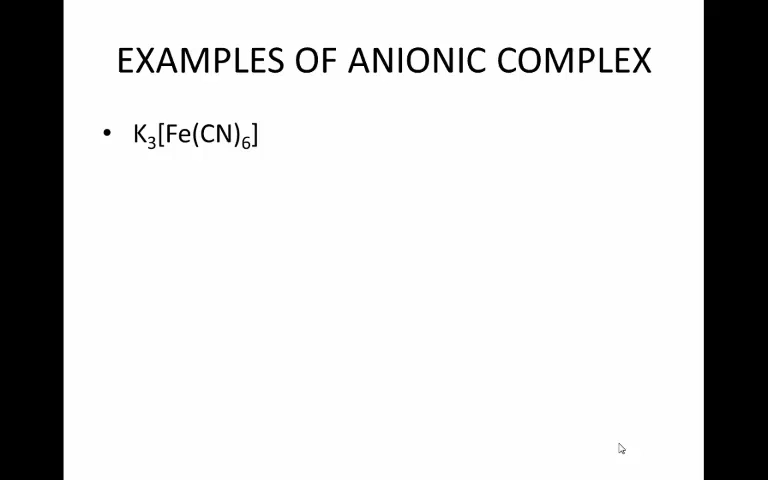 EXAMPLES OF ANIONIC COMPLEX
• K₃[Fe(CN)₆]